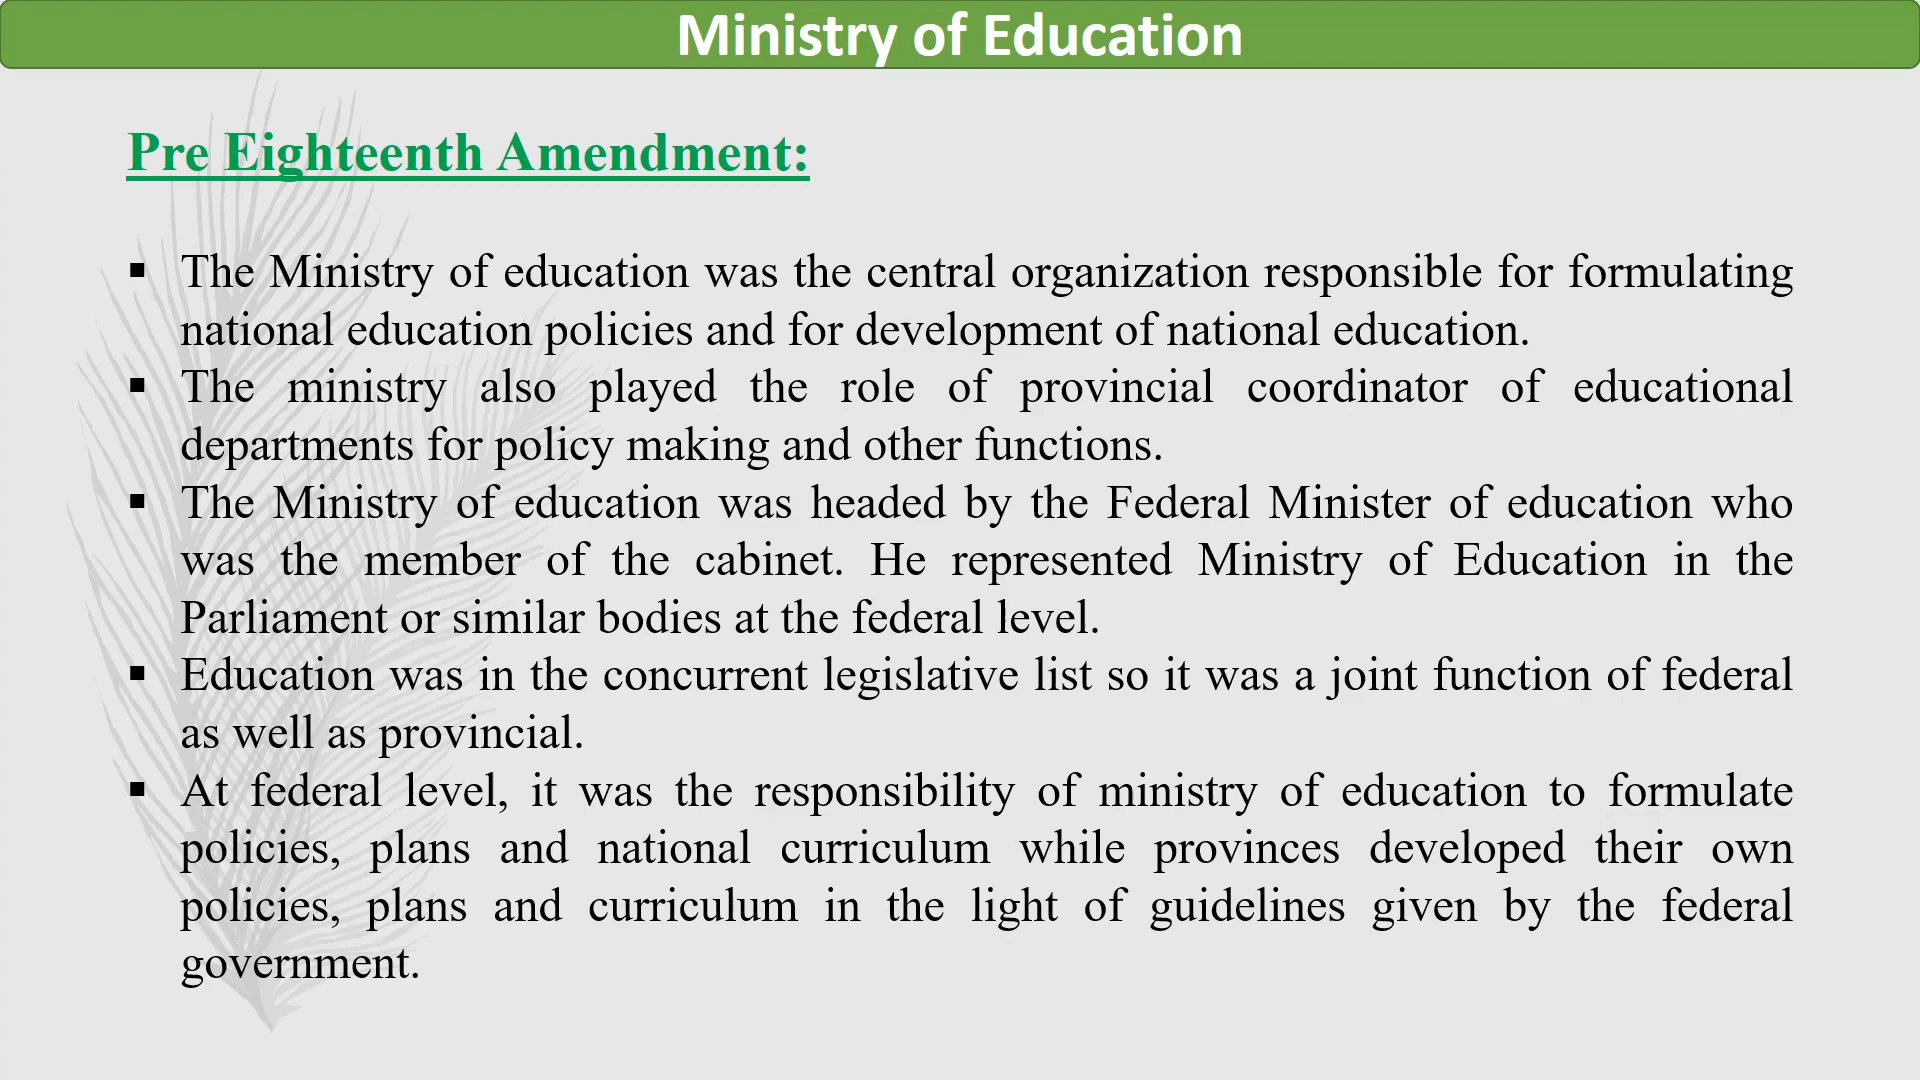 Ministry of Education
Pre Eighteenth Amendment:
▪ The Ministry of education was the central organization responsible for formulating
national education policies and for development of national education.
▪ The ministry also played the role of provincial coordinator of educational
departments for policy making and other functions.
▪ The Ministry of education was headed by the Federal Minister of education who
was the member of the cabinet. He represented Ministry of Education in the
Parliament or similar bodies at the federal level.
▪ Education was in the concurrent legislative list so it was a joint function of federal
as well as provincial.
▪ At federal level, it was the responsibility of ministry of education to formulate
policies, plans and national curriculum while provinces developed their own
policies, plans and curriculum in the light of guidelines given by the federal
government.